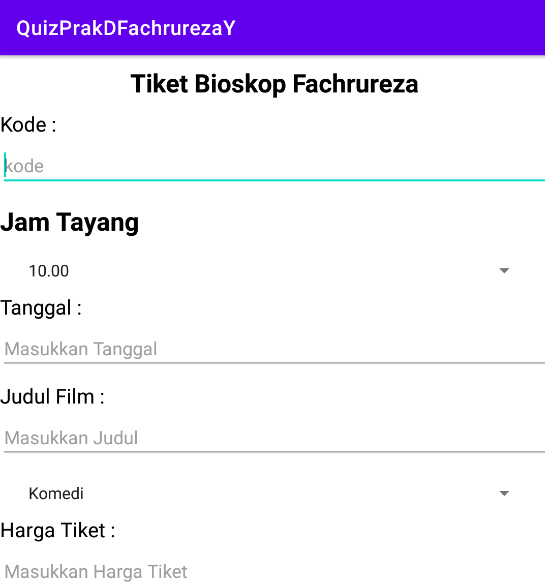 QuizPrakDFachrurezaY
Tiket Bioskop Fachrureza
Kode :
kode
Jam Tayang
10.00
Tanggal :
Masukkan Tanggal
Judul Film :
Masukkan Judul
Komedi
Harga Tiket :
Masukkan Harga Tiket